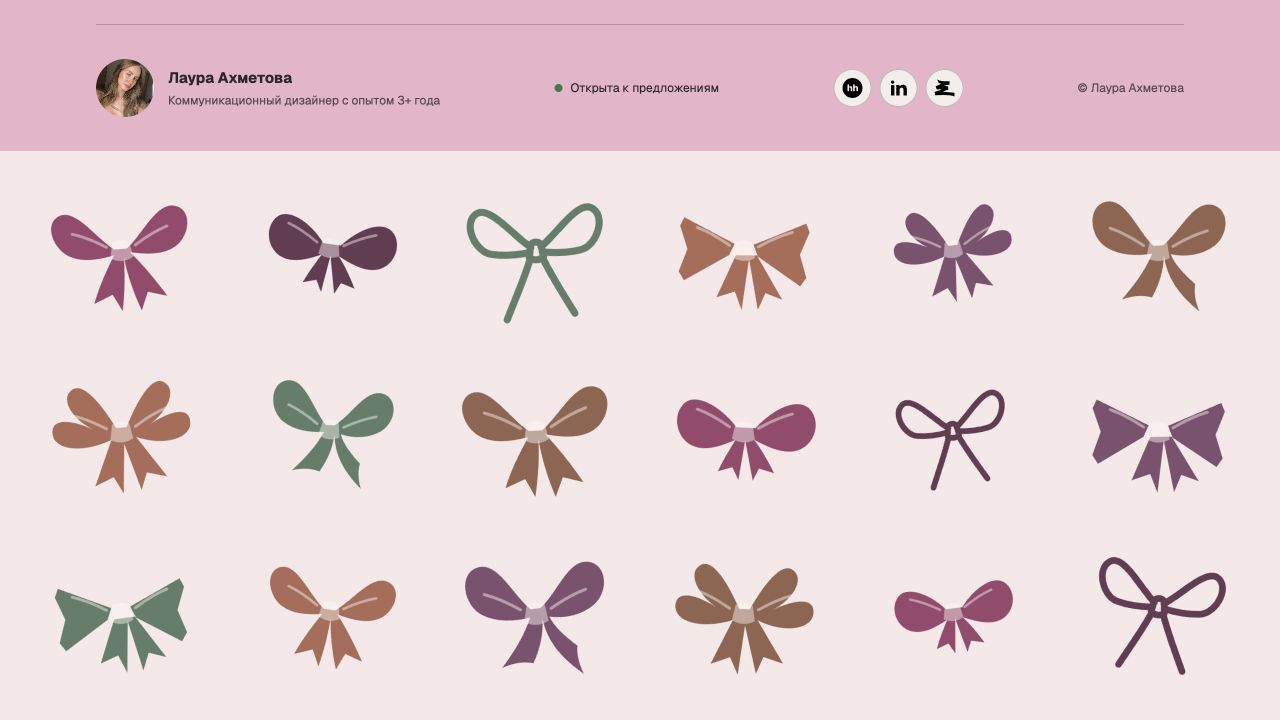 Лаура Ахметова
Коммуникационный дизайнер с опытом 3+ года
Открыта к предложениям
hh
in
© Лаура Ахметова